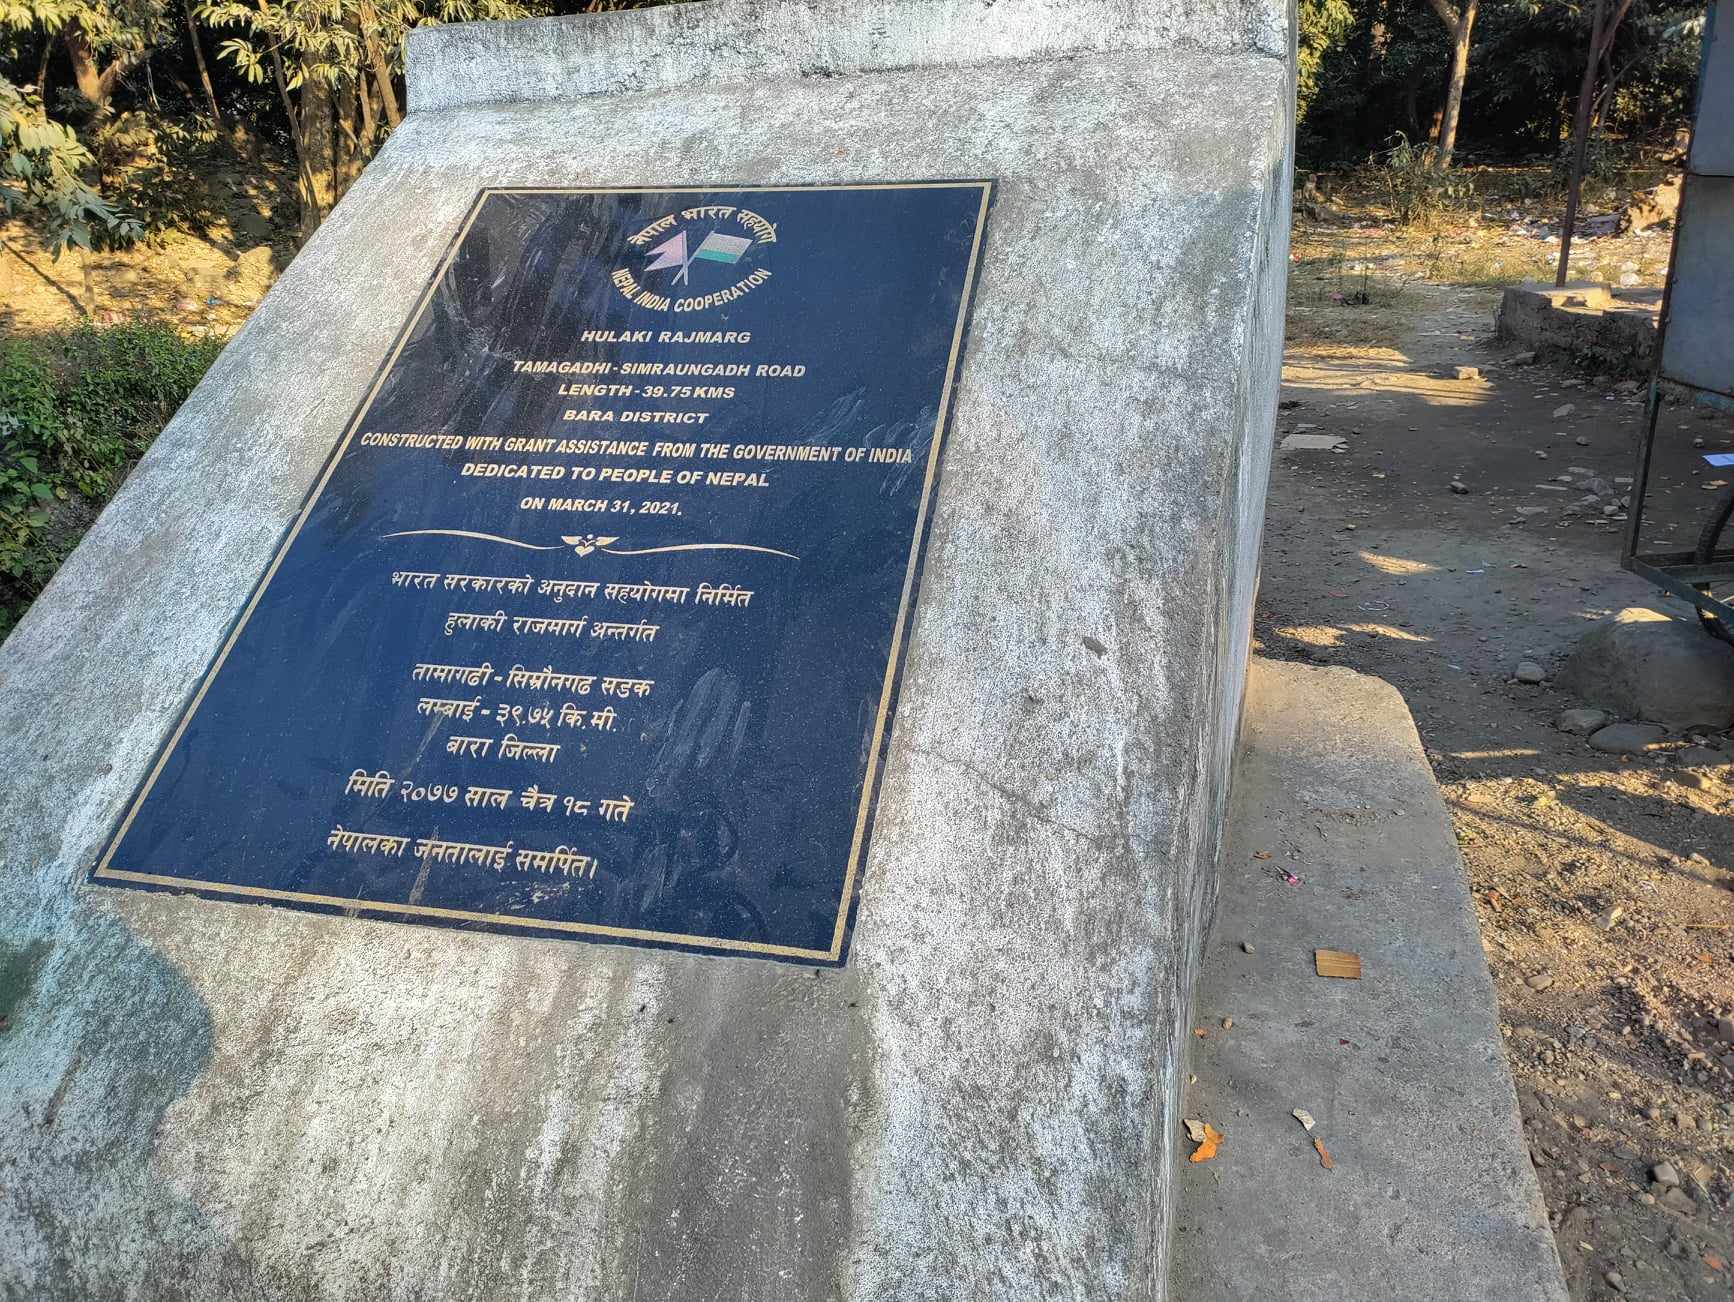 नेपाल भारत सहयोग
NEPAL INDIA COOPERATION
HULAKI RAJMARG
TAMAGADHI - SIMRAUNGADH ROAD
LENGTH - 39.75 KMS
BARA DISTRICT
CONSTRUCTED WITH GRANT ASSISTANCE FROM THE GOVERNMENT OF INDIA
DEDICATED TO PEOPLE OF NEPAL
ON MARCH 31, 2021.
भारत सरकारको अनुदान सहयोगमा निर्मित
हुलाकी राजमार्ग अन्तर्गत
तामागढी - सिम्रौनगढ सडक
लम्बाई - ३९.७५ कि.मी.
बारा जिल्ला
मिति २०७७ साल चैत्र १८ गते
नेपालका जनतालाई समर्पित।